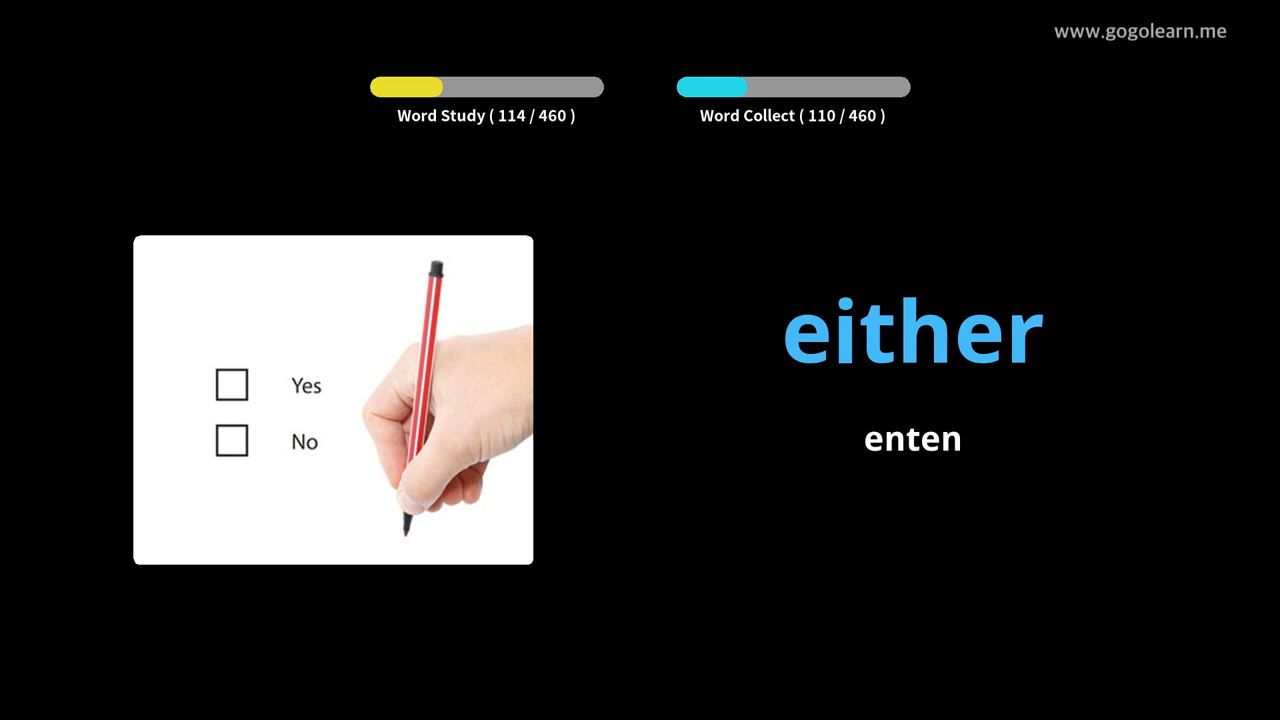 www.gogolearn.me
Word Study ( 114 / 460 )
Word Collect ( 110 / 460 )
Yes
No
either
enten